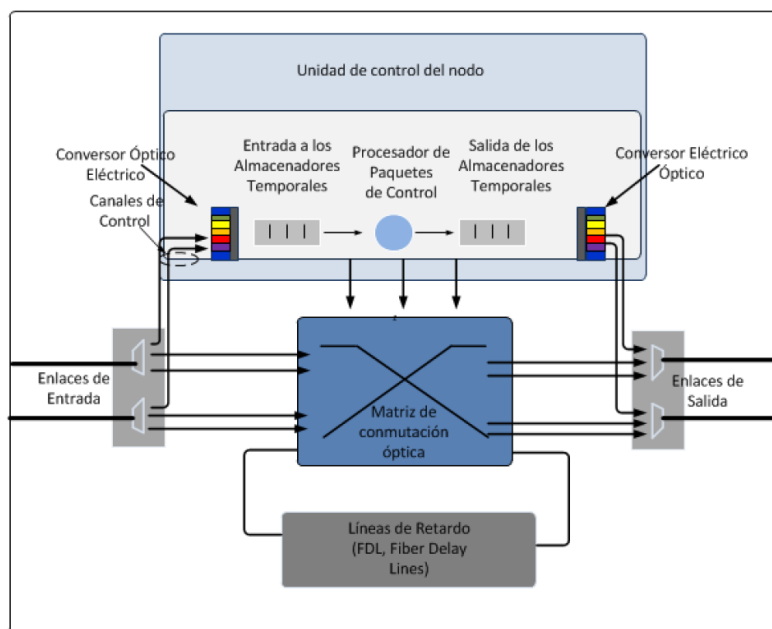 Unidad de control del nodo
Conversor Óptico
Eléctrico
Entrada a los
Almacenadores
Temporales
Procesador de
Paquetes
de Control
Salida de los
Almacenadores
Temporales
Conversor Eléctrico
Óptico
Canales de
Control
Enlaces de
Entrada
Matriz de
conmutación
óptica
Enlaces de
Salida
Líneas de Retardo
(FDL, Fiber Delay
Lines)